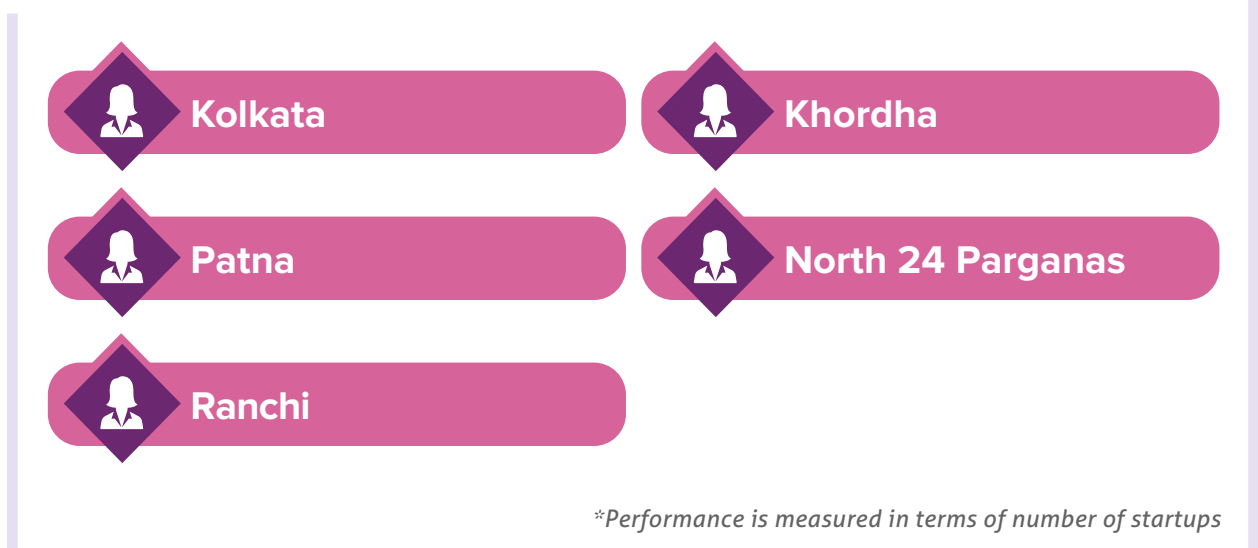 Kolkata
Khordha
Patna
North 24 Parganas
Ranchi
*Performance is measured in terms of number of startups